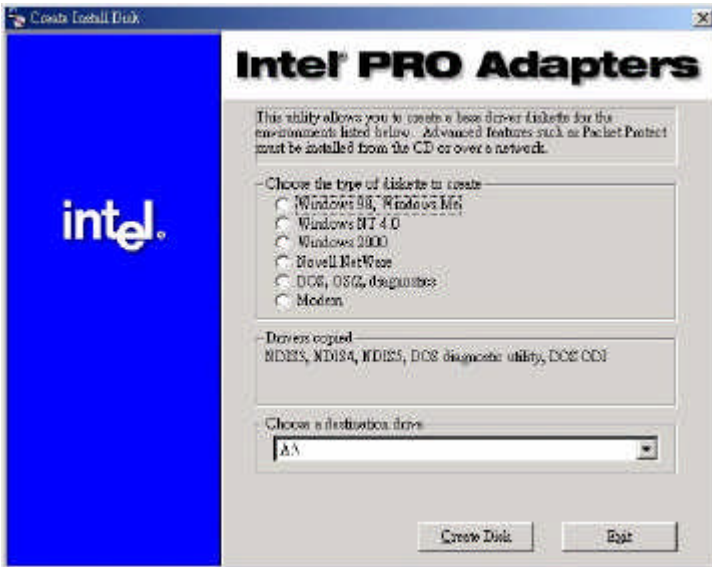 Create Install Disk
Intel® PRO Adapters
This utility allows you to create a base driver diskette for the
environments listed below. Advanced features such as Packet Protect
must be installed from the CD or over a network.
intel®
Choose the type of diskette to create
Windows 98, Windows Me
Windows NT 4.0
Windows 2000
Novell NetWare
DOS, OS/2, diagnostics
Modem
Drivers copied
NDIS3, NDIS4, NDIS5, DOS diagnostic utility, DOS ODI
Choose a destination drive
A:\
Create Disk
Exit